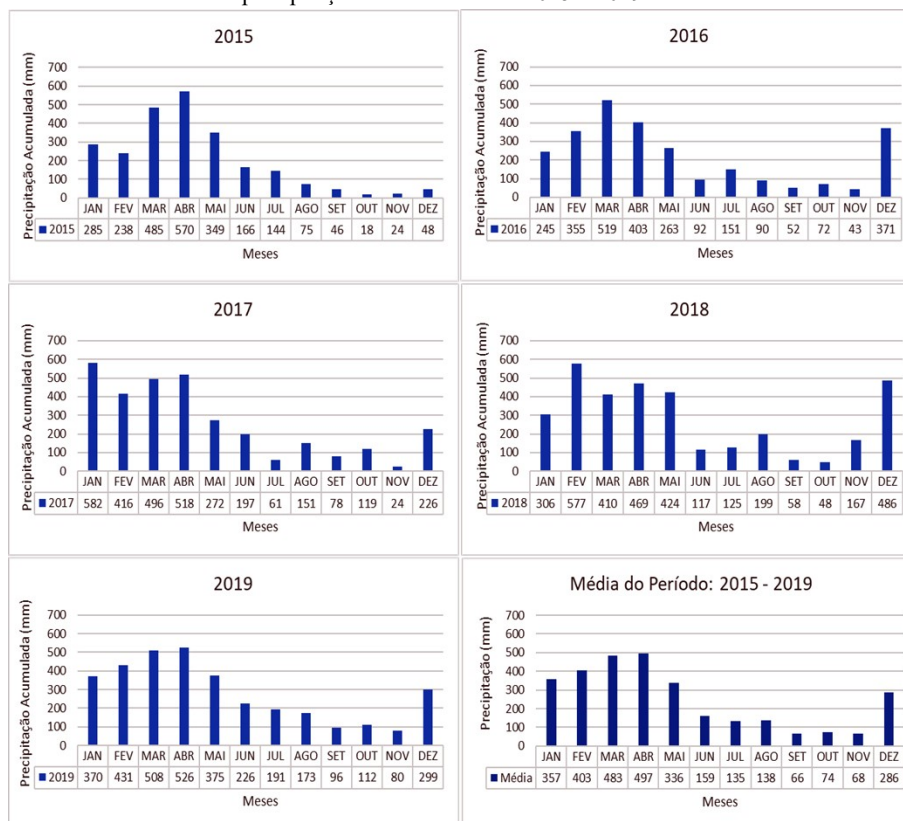 2015
Precipitação Acumulada (mm)
700
600
500
400
300
200
100
0
JAN FEV MAR ABR MAI JUN JUL AGO SET OUT NOV DEZ
2015 285 238 485 570 349 166 144 75 46 18 24 48
Meses
2016
Precipitação Acumulada (mm)
700
600
500
400
300
200
100
0
JAN FEV MAR ABR MAI JUN JUL AGO SET OUT NOV DEZ
2016 245 355 519 403 263 92 151 90 52 72 43 371
Meses
2017
Precipitação Acumulada (mm)
700
600
500
400
300
200
100
0
JAN FEV MAR ABR MAI JUN JUL AGO SET OUT NOV DEZ
2017 582 416 496 518 272 197 61 151 78 119 24 226
Meses
2018
Precipitação Acumulada (mm)
700
600
500
400
300
200
100
0
JAN FEV MAR ABR MAI JUN JUL AGO SET OUT NOV DEZ
2018 306 577 410 469 424 117 125 199 58 48 167 486
Meses
2019
Precipitação Acumulada (mm)
700
600
500
400
300
200
100
0
JAN FEV MAR ABR MAI JUN JUL AGO SET OUT NOV DEZ
2019 370 431 508 526 375 226 191 173 96 112 80 299
Meses
Média do Período: 2015 - 2019
Precipitação (mm)
700
600
500
400
300
200
100
0
JAN FEV MAR ABR MAI JUN JUL AGO SET OUT NOV DEZ
Média 357 403 483 497 336 159 135 138 66 74 68 286
Meses